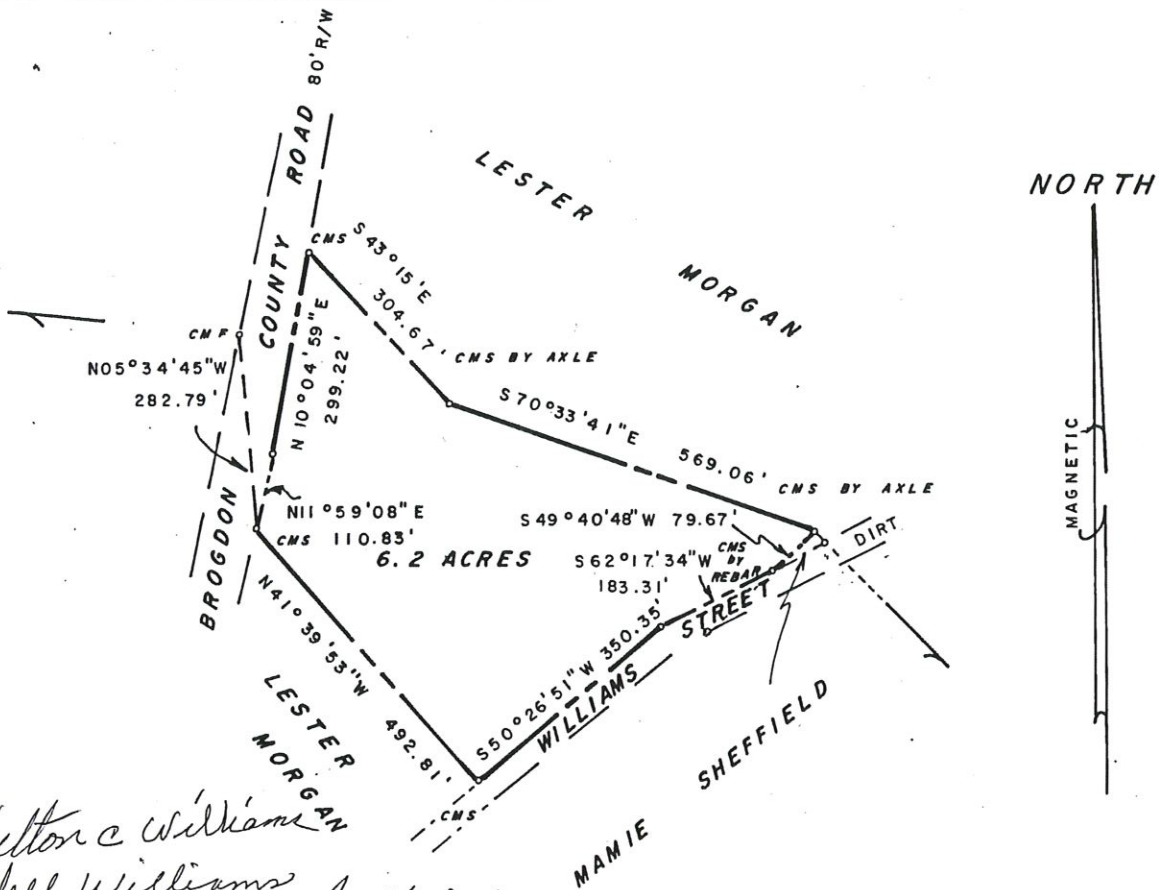 COUNTY ROAD 80' R/W
LESTER
MORGAN
NORTH
CMS S 43°15' E
304.67'
CMS BY AXLE
CMF
N05°34'45"W
282.79'
N 10°04'59" E
299.22'
S 70°33'41"E 569.06'
CMS BY AXLE
MAGNETIC
N11°59'08" E
CMS 110.83'
S 49°40'48"W 79.67'
DIRT
6.2 ACRES
S 62°17'34"W
183.31'
CMS
BY
REBAR
BROGDON
N41°39'53"W 492.81'
S50°26'51"W 350.35'
WILLIAMS STREET
LESTER
MORGAN
CMS
MAMIE SHEFFIELD
C Williams
Williams